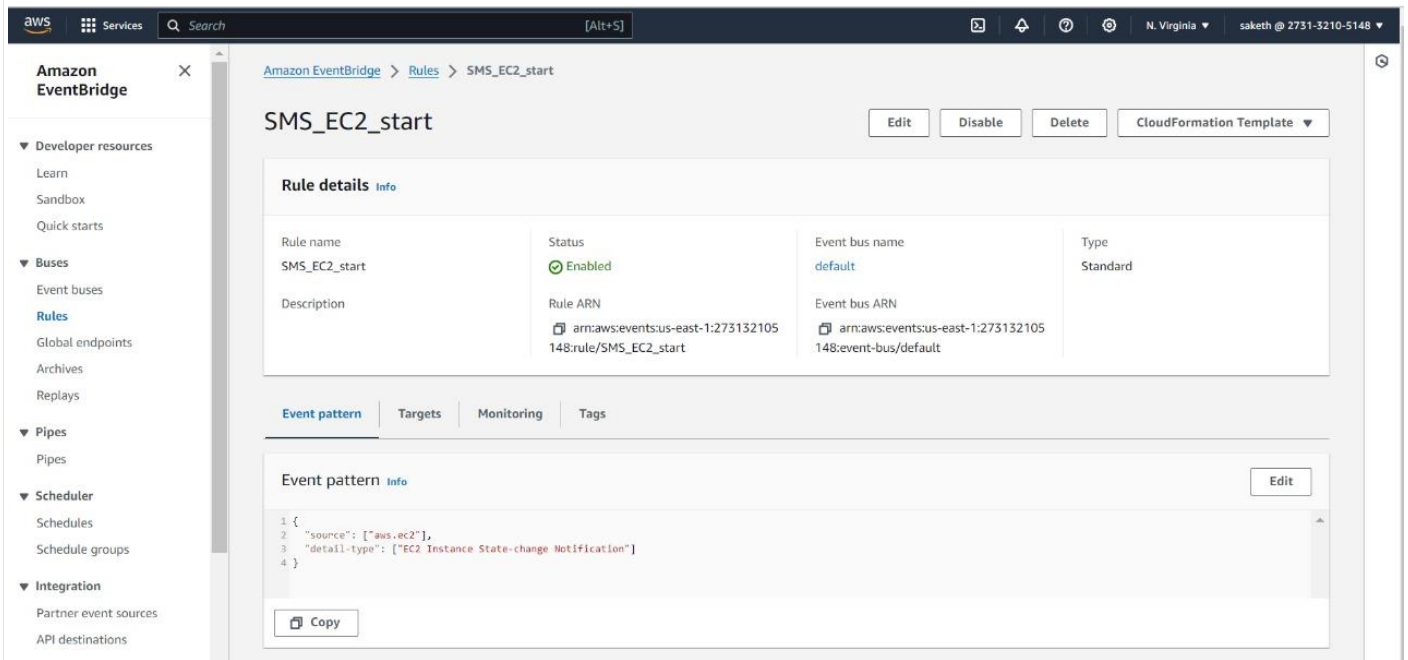 aws Services Search [Alt+S] N. Virginia ▼ saketh @ 2731-3210-5148 ▼
Amazon EventBridge
Developer resources
Learn
Sandbox
Quick starts
Buses
Event buses
Rules
Global endpoints
Archives
Replays
Pipes
Pipes
Scheduler
Schedules
Schedule groups
Integration
Partner event sources
API destinations
Amazon EventBridge > Rules > SMS_EC2_start
SMS_EC2_start
Edit Disable Delete CloudFormation Template ▼
Rule details Info
Rule name
SMS_EC2_start
Description
Status
Enabled
Rule ARN
arn:aws:events:us-east-1:273132105
148:rule/SMS_EC2_start
Event bus name
default
Event bus ARN
arn:aws:events:us-east-1:273132105
148:event-bus/default
Type
Standard
Event pattern Targets Monitoring Tags
Event pattern Info
Edit
1 {
2 "source": ["aws.ec2"],
3 "detail-type": ["EC2 Instance State-change Notification"]
4 }
Copy